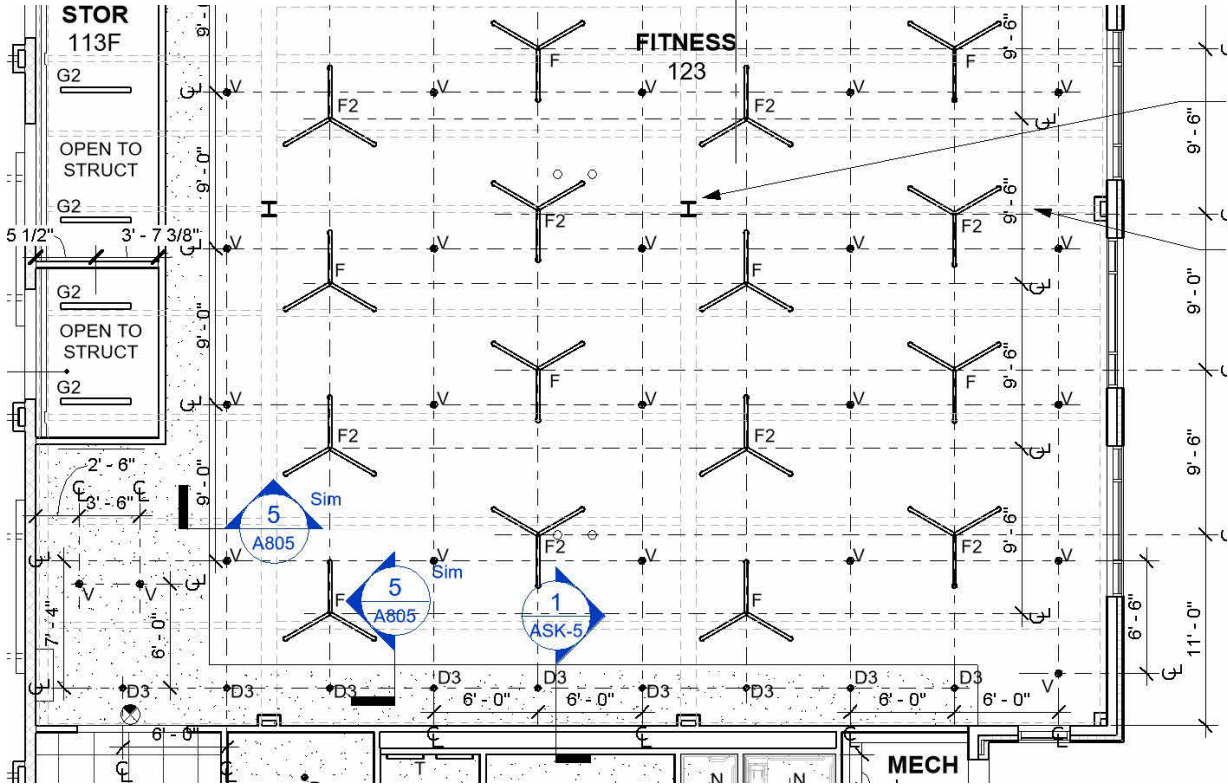 STOR
113F
G2
OPEN TO
STRUCT
G2
5 1/2"
3' - 7 3/8"
G2
OPEN TO
STRUCT
G2
2' - 6"
3' - 6"
7' - 4"
6' - 0"
V
V
6' - 0"
FITNESS
123
9' - 6"
F
F
V
V
V
V
V
F2
F2
9' - 6"
9' - 0"
9' - 6"
F2
F2
V
V
V
V
V
F
F
9' - 0"
9' - 0"
9' - 6"
F
F
V
V
V
V
V
F2
F2
9' - 6"
9' - 0"
5
A805
Sim
9' - 6"
F2
F2
V
V
V
V
V
5
A805
Sim
F
F
1
ASK-5
6' - 6"
11' - 0"
V
D3
D3
D3
D3
D3
D3
D3
D3
D3
6' - 0"
6' - 0"
6' - 0"
6' - 0"
T
N
N
MECH